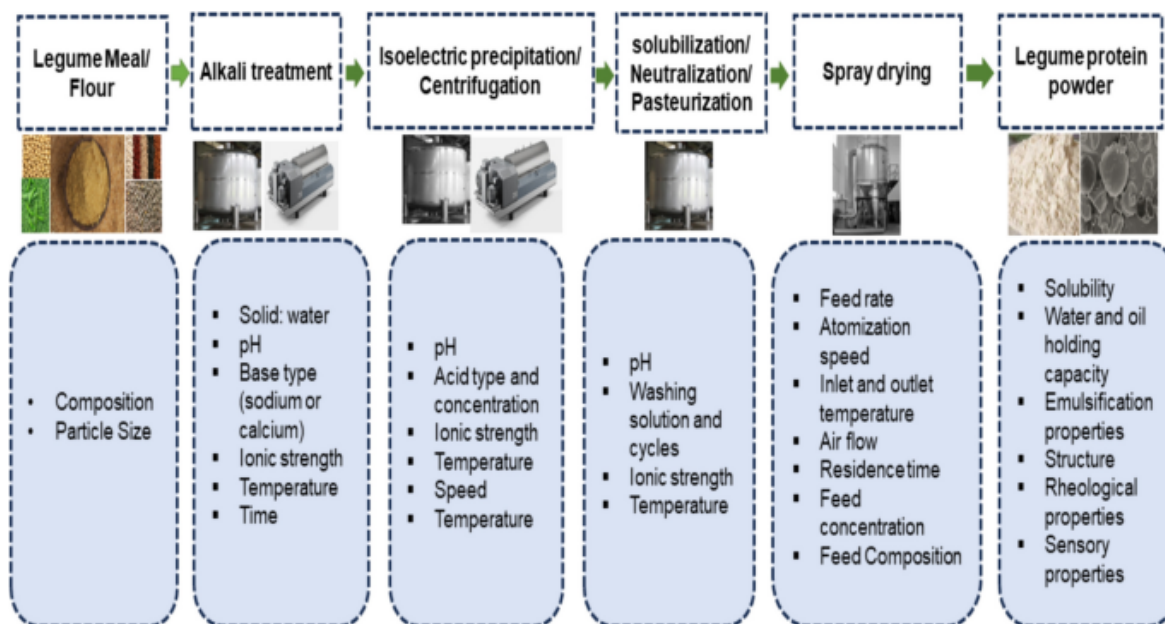 Legume Meal/
Flour
Alkali treatment
Isoelectric precipitation/
Centrifugation
solubilization/
Neutralization/
Pasteurization
Spray drying
Legume protein
powder
• Composition
• Particle Size
▪ Solid: water
▪ pH
▪ Base type
(sodium or
calcium)
▪ Ionic strength
▪ Temperature
▪ Time
▪ pH
▪ Acid type and
concentration
▪ Ionic strength
▪ Temperature
▪ Speed
▪ Temperature
▪ pH
▪ Washing
solution and
cycles
▪ Ionic strength
▪ Temperature
▪ Feed rate
▪ Atomization
speed
▪ Inlet and outlet
temperature
▪ Air flow
▪ Residence time
▪ Feed
concentration
▪ Feed Composition
▪ Solubility
▪ Water and oil
holding
capacity
▪ Emulsification
properties
▪ Structure
▪ Rheological
properties
▪ Sensory
properties